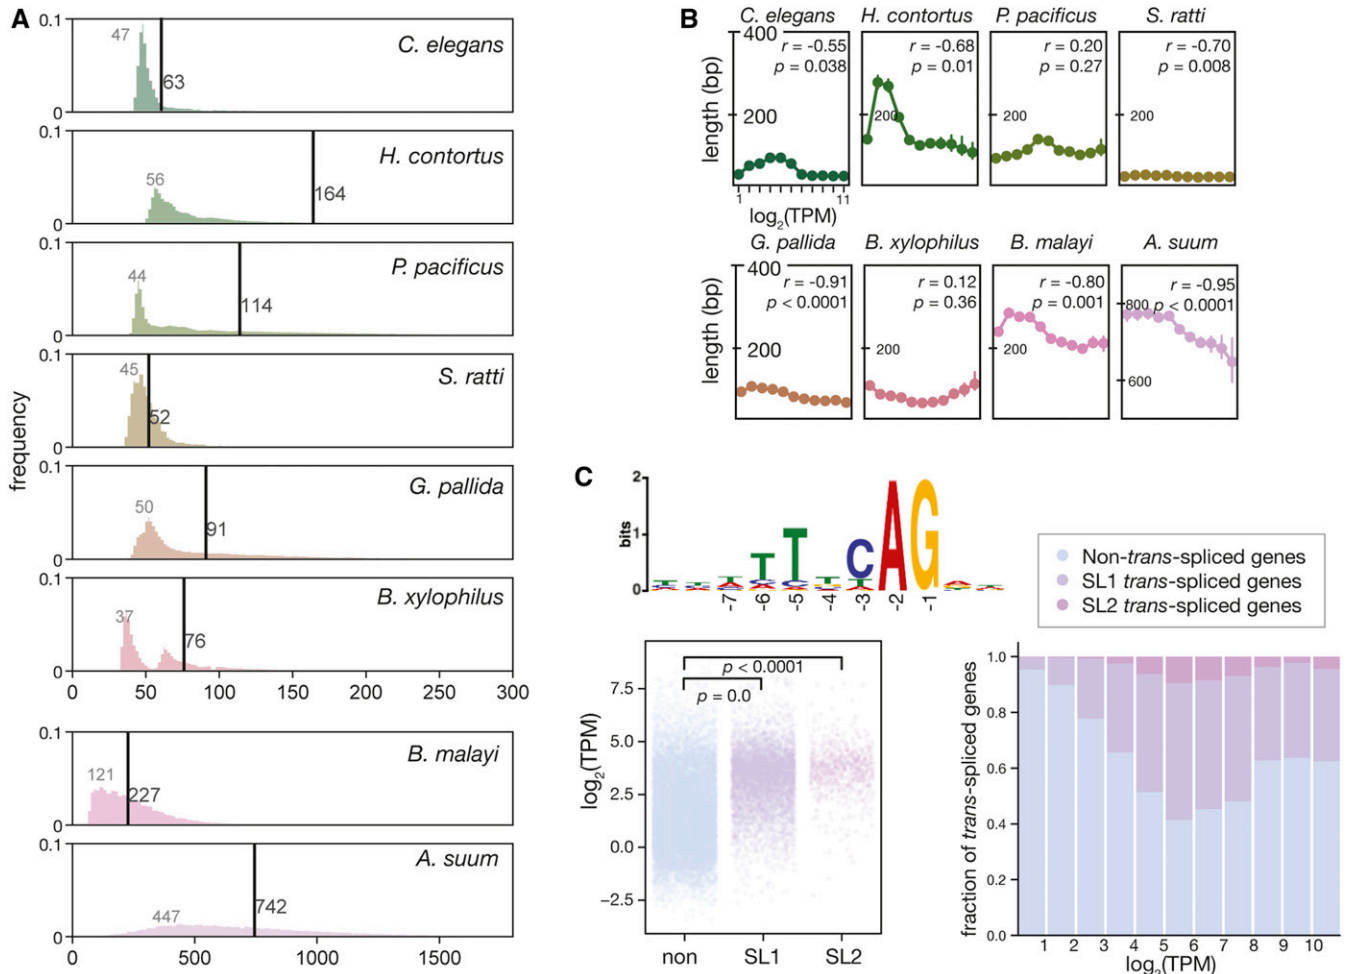 A
0.1
47
C. elegans
63
0
0.1
56
H. contortus
164
0
0.1
44
P. pacificus
114
0
0.1
45
S. ratti
52
0
0.1
50
G. pallida
91
0
0.1
37
B. xylophilus
76
0
0 50 100 150 200 250 300
121
B. malayi
227
0.1
0
0.1
447
A. suum
742
0
0 500 1000 1500
frequency
B
C. elegans H. contortus P. pacificus S. ratti
400
r = -0.55 r = -0.68 r = 0.20 r = -0.70
p = 0.038 p = 0.01 p = 0.27 p = 0.008
200 200 200 200
length (bp)
1 11
log2(TPM)
G. pallida B. xylophilus B. malayi A. suum
400
r = -0.91 r = 0.12 r = -0.80 r = -0.95
p < 0.0001 p = 0.36 p = 0.001 800 p < 0.0001
200 200 200
600
length (bp)
C
2
1
0
bits
T T C A G
-7 -6 -5 -4 -3 -2 -1
Non-trans-spliced genes
SL1 trans-spliced genes
SL2 trans-spliced genes
p < 0.0001
p = 0.0
7.5
5.0
2.5
0.0
−2.5
log2(TPM)
non SL1 SL2
1.0
0.8
0.6
0.4
0.2
0.0
fraction of trans-spliced genes
1 2 3 4 5 6 7 8 9 10
log2(TPM)